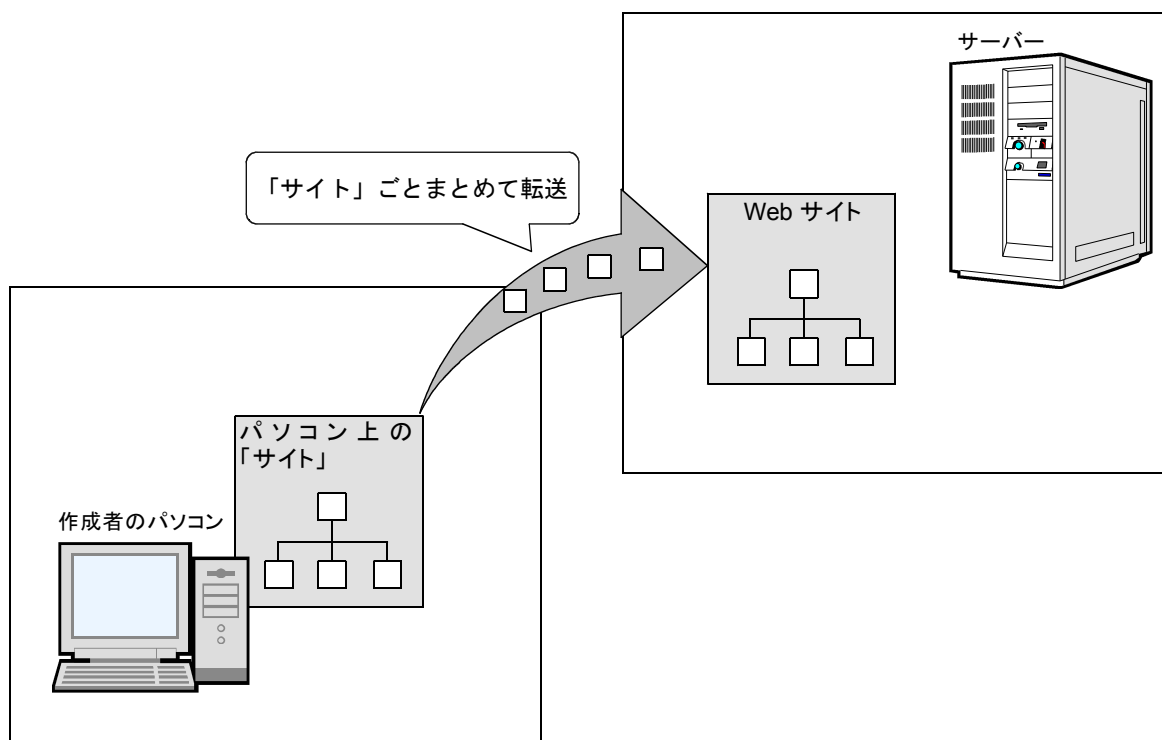 サーバー
「サイト」ごとまとめて転送
Web サイト
パソコン上の
「サイト」
作成者のパソコン